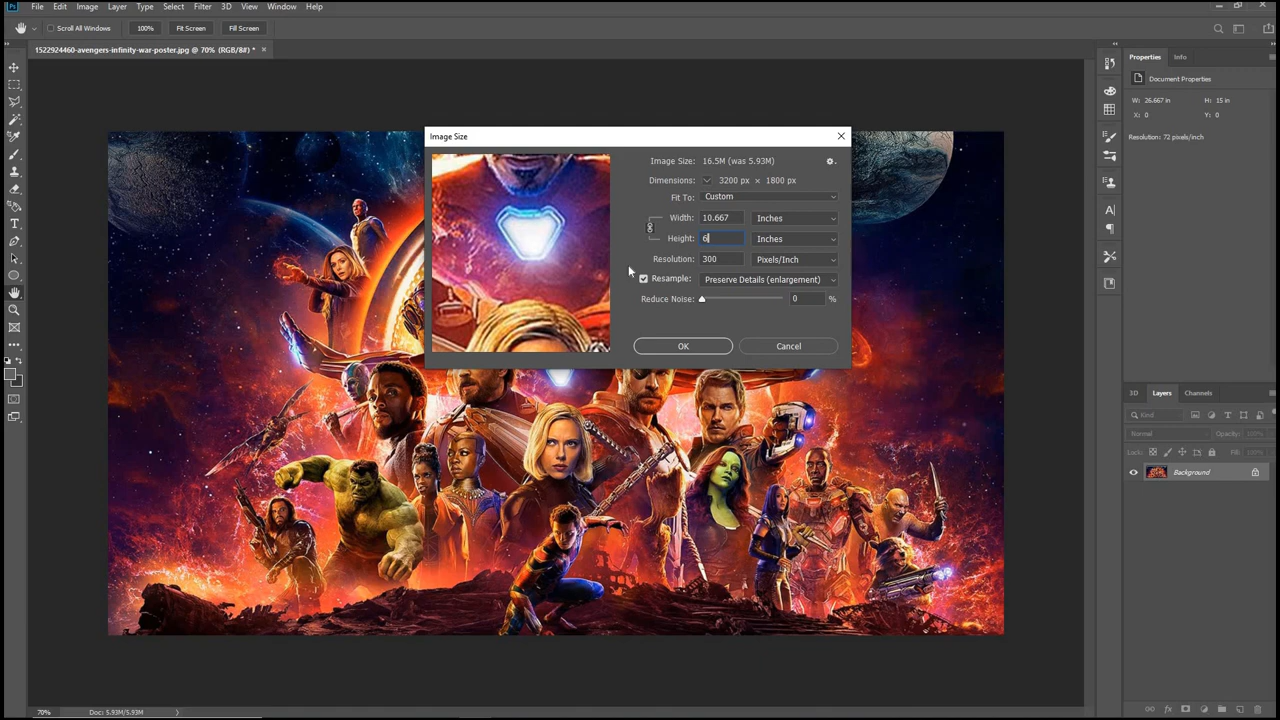 Ps File Edit Image Layer Type Select Filter 3D View Window Help
Scroll All Windows 100% Fit Screen Fill Screen
1522924460-avengers-infinity-war-poster.jpg @ 70% (RGB/8#) *
Properties Info
Document Properties
W: 26.667 in H: 15 in
X: 0 Y: 0
Resolution: 72 pixels/inch
Image Size
Image Size: 16.5M (was 5.93M)
Dimensions: 3200 px × 1800 px
Fit To: Custom
Width: 10.667 Inches
Height: 6 Inches
Resolution: 300 Pixels/Inch
Resample: Preserve Details (enlargement)
Reduce Noise: 0 %
OK Cancel
3D Layers Channels
Kind
Normal Opacity: 100%
Lock: Fill: 100%
Background
70% Doc: 5.93M/5.93M